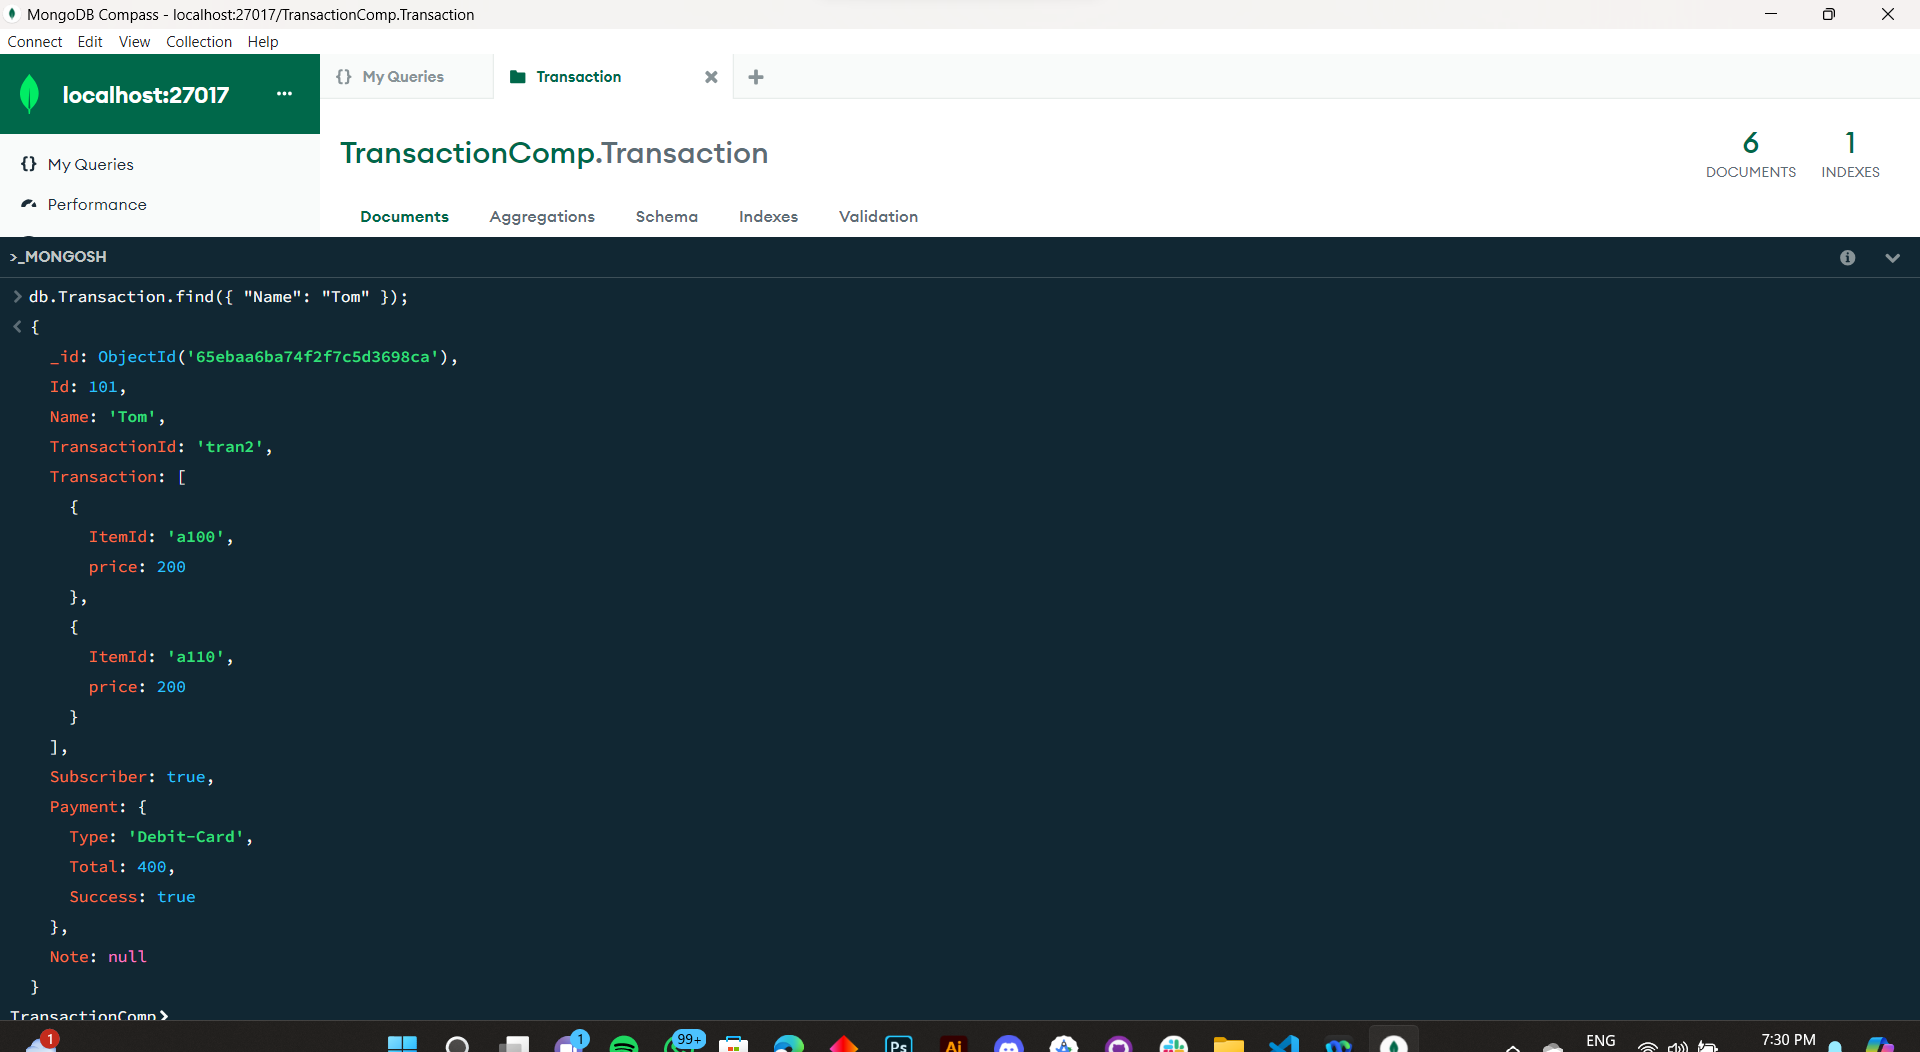 MongoDB Compass - localhost:27017/TransactionComp.Transaction
Connect Edit View Collection Help
localhost:27017 ...
{} My Queries
Transaction
My Queries
Performance
TransactionComp.Transaction
6
DOCUMENTS
1
INDEXES
Documents Aggregations Schema Indexes Validation
>_MONGOSH
> db.Transaction.find({ "Name": "Tom" });
< {
_id: ObjectId('65ebaa6ba74f2f7c5d3698ca'),
Id: 101,
Name: 'Tom',
TransactionId: 'tran2',
Transaction: [
{
ItemId: 'a100',
price: 200
},
{
ItemId: 'a110',
price: 200
}
],
Subscriber: true,
Payment: {
Type: 'Debit-Card',
Total: 400,
Success: true
},
Note: null
}
TransactionComp>
1
1
99+
Ps
Ai
ENG
7:30 PM